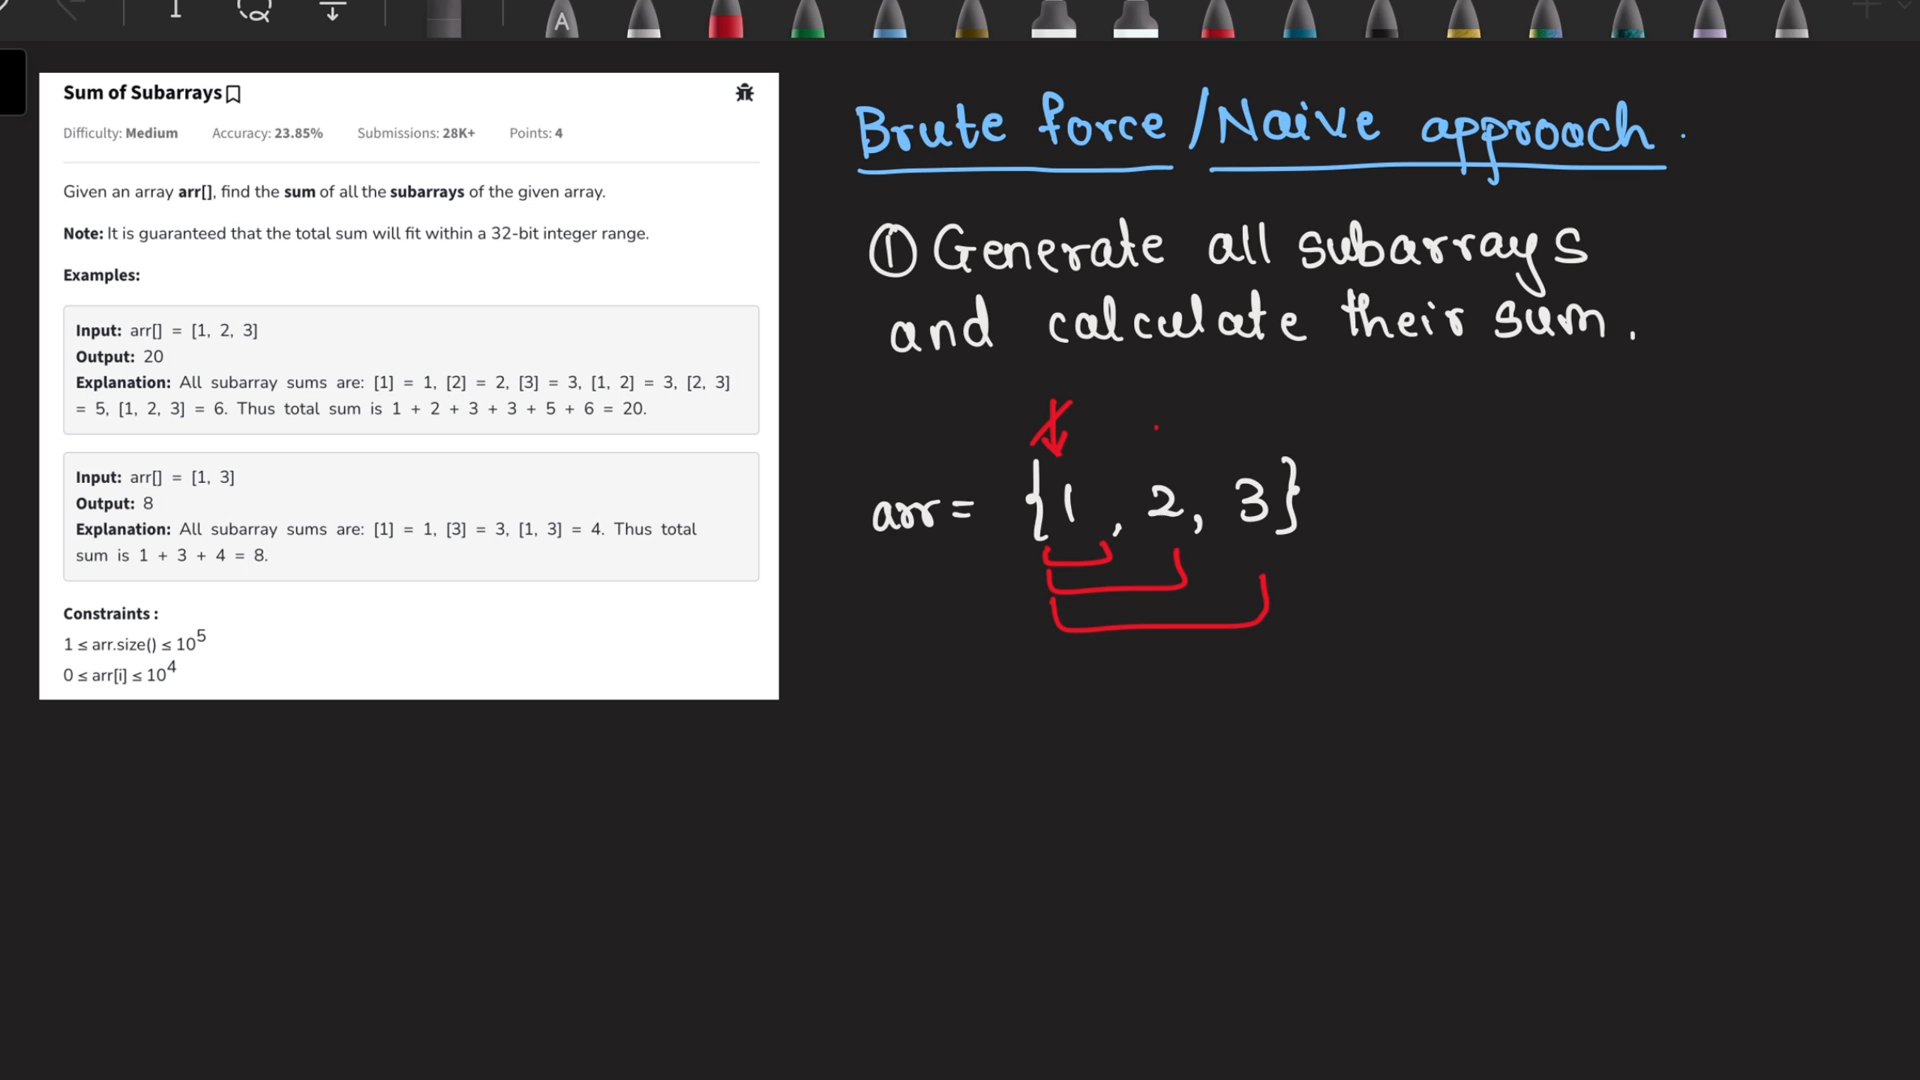 A
Sum of Subarrays
Difficulty: Medium Accuracy: 23.85% Submissions: 28K+ Points: 4
Given an array arr[], find the sum of all the subarrays of the given array.
Note: It is guaranteed that the total sum will fit within a 32-bit integer range.
Examples:
Input: arr[] = [1, 2, 3]
Output: 20
Explanation: All subarray sums are: [1] = 1, [2] = 2, [3] = 3, [1, 2] = 3, [2, 3]
= 5, [1, 2, 3] = 6. Thus total sum is 1 + 2 + 3 + 3 + 5 + 6 = 20.
Input: arr[] = [1, 3]
Output: 8
Explanation: All subarray sums are: [1] = 1, [3] = 3, [1, 3] = 4. Thus total
sum is 1 + 3 + 4 = 8.
Constraints :
1 ≤ arr.size() ≤ 10^5
0 ≤ arr[i] ≤ 10^4
Brute force / Naive approach.
① Generate all subarrays
and calculate their sum.
arr = {1, 2, 3}